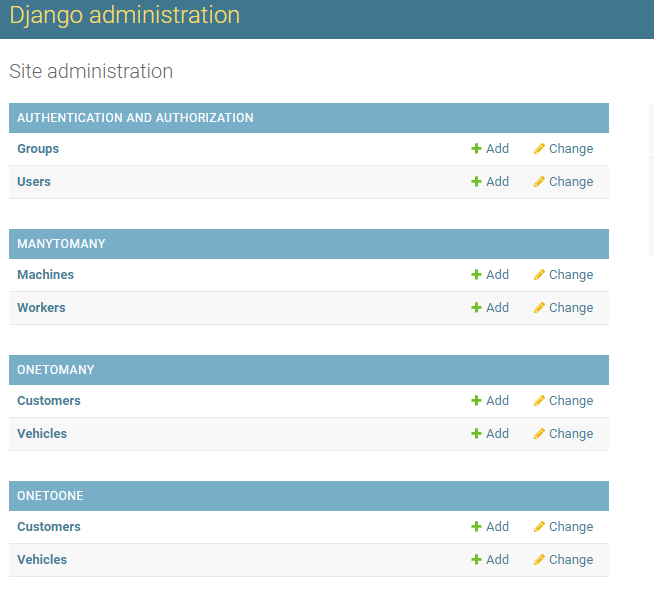 Django administration
Site administration
AUTHENTICATION AND AUTHORIZATION
Groups Add Change
Users Add Change
MANYTOMANY
Machines Add Change
Workers Add Change
ONETOMANY
Customers Add Change
Vehicles Add Change
ONETOONE
Customers Add Change
Vehicles Add Change